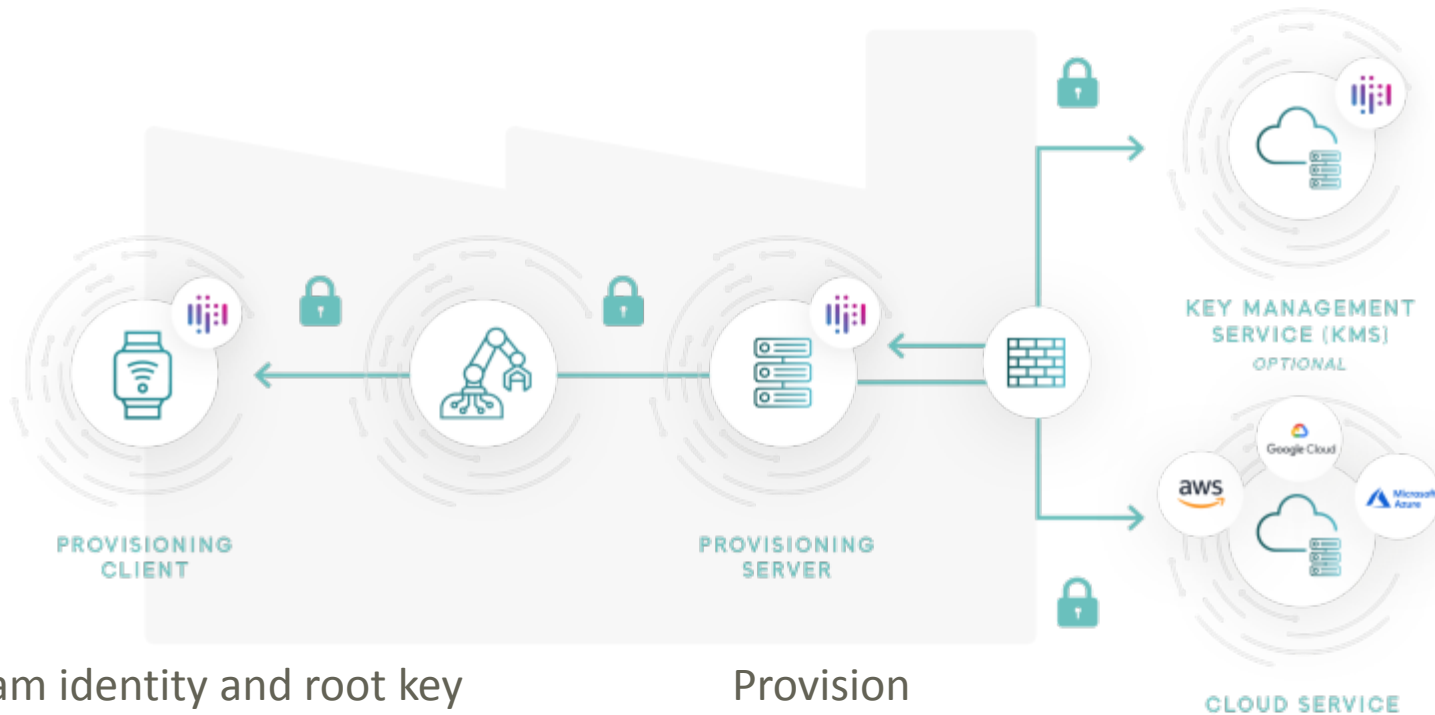 KEY MANAGEMENT
SERVICE (KMS)
OPTIONAL
Google Cloud
aws
Microsoft
Azure
PROVISIONING
CLIENT
PROVISIONING
SERVER
am identity and root key
Provision
CLOUD SERVICE